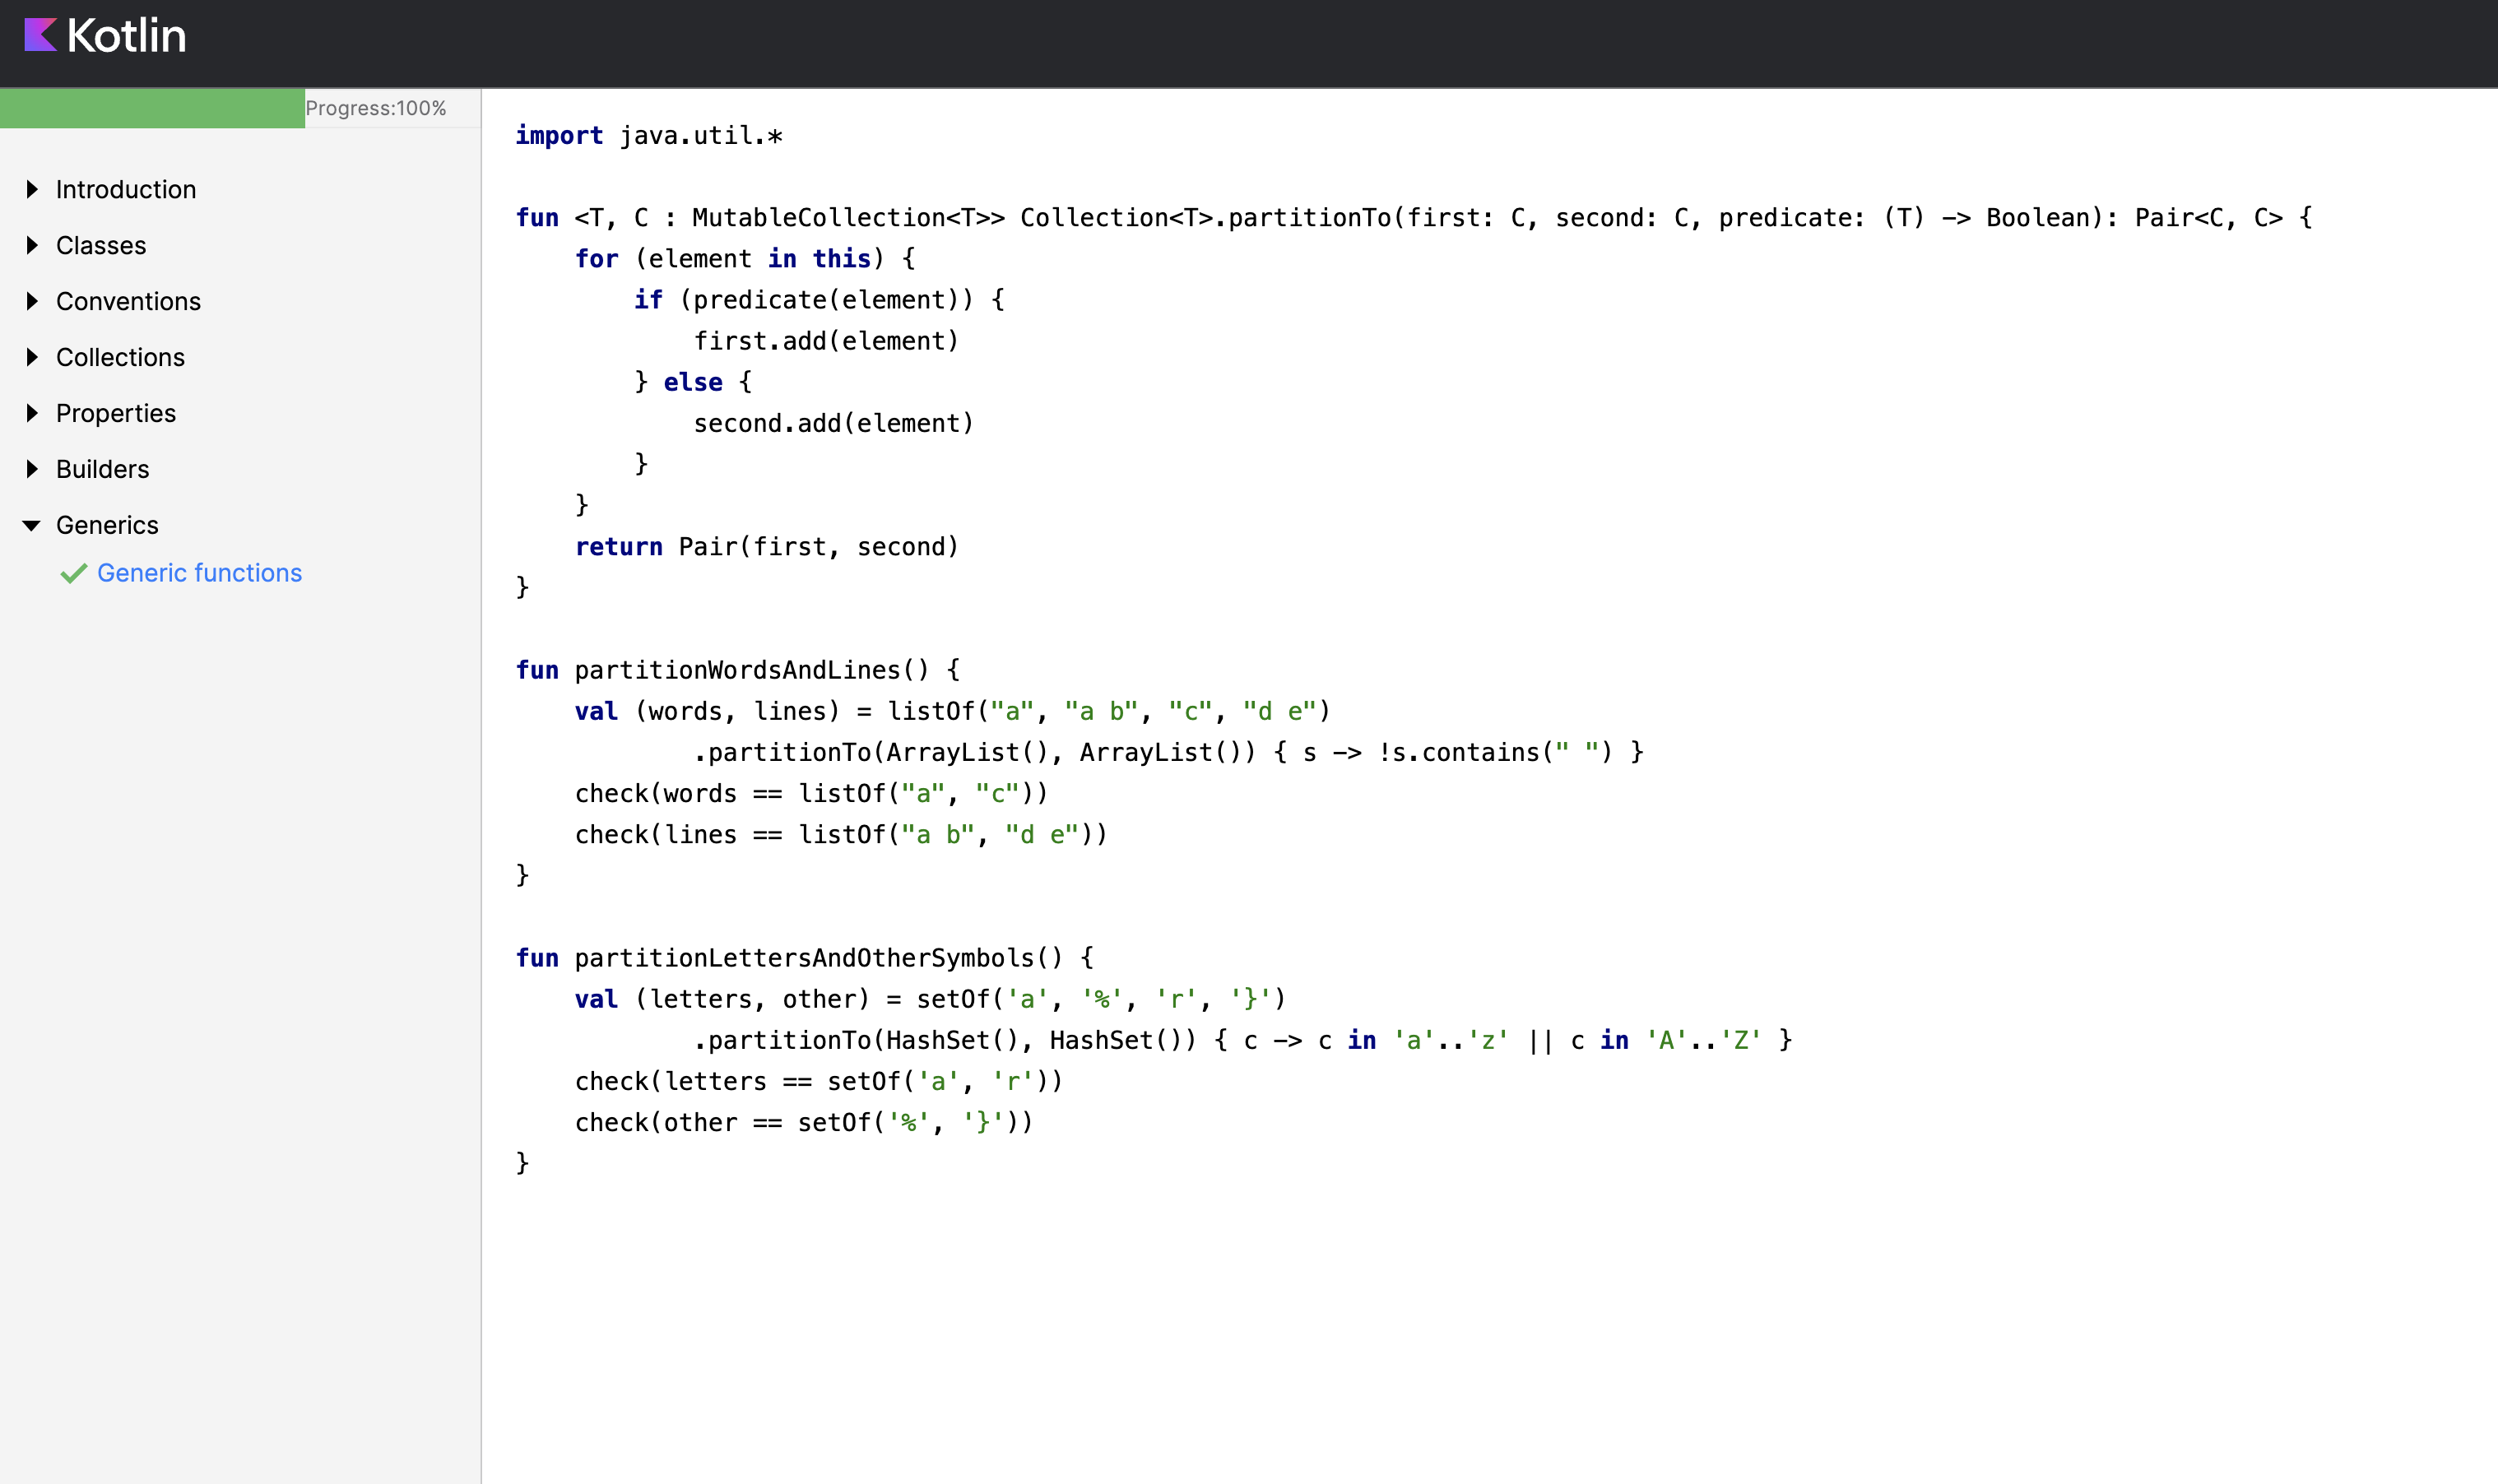 Kotlin
Progress:100%
Introduction
Classes
Conventions
Collections
Properties
Builders
Generics
Generic functions
import java.util.*
fun <T, C : MutableCollection<T>> Collection<T>.partitionTo(first: C, second: C, predicate: (T) -> Boolean): Pair<C, C> {
    for (element in this) {
        if (predicate(element)) {
            first.add(element)
        } else {
            second.add(element)
        }
    }
    return Pair(first, second)
}
fun partitionWordsAndLines() {
    val (words, lines) = listOf("a", "a b", "c", "d e")
            .partitionTo(ArrayList(), ArrayList()) { s -> !s.contains(" ") }
    check(words == listOf("a", "c"))
    check(lines == listOf("a b", "d e"))
}
fun partitionLettersAndOtherSymbols() {
    val (letters, other) = setOf('a', '%', 'r', '}')
            .partitionTo(HashSet(), HashSet()) { c -> c in 'a'..'z' || c in 'A'..'Z' }
    check(letters == setOf('a', 'r'))
    check(other == setOf('%', '}'))
}